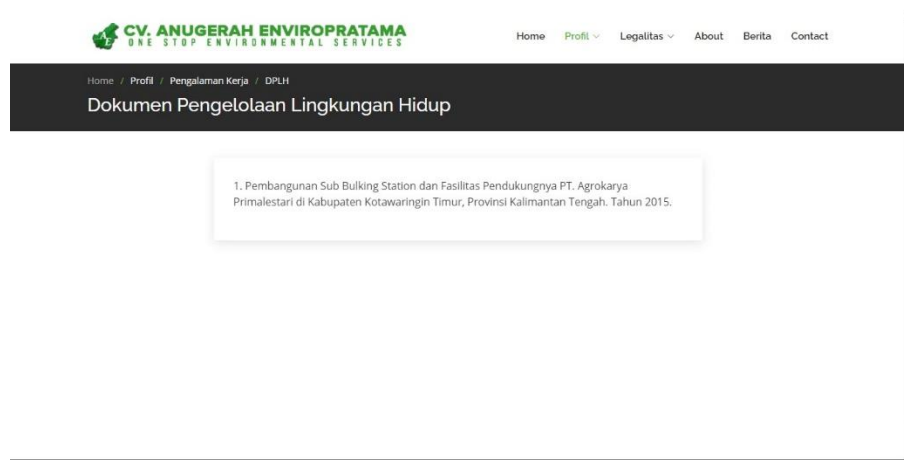 CV. ANUGERAH ENVIROPRATAMA
ONE STOP ENVIRONMENTAL SERVICES
Home Profil Legalitas About Berita Contact
Home / Profil / Pengalaman Kerja / DPLH
Dokumen Pengelolaan Lingkungan Hidup
1. Pembangunan Sub Bulking Station dan Fasilitas Pendukungnya PT. Agrokarya
Primalestari di Kabupaten Kotawaringin Timur, Provinsi Kalimantan Tengah. Tahun 2015.